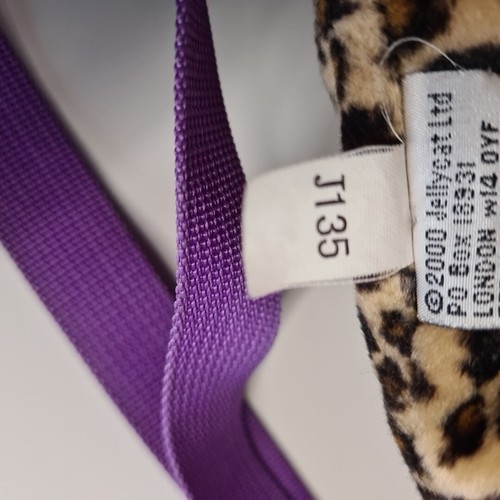 J135
©2000 Jellycat Ltd
PO Box 18931
LONDON W14 0YF